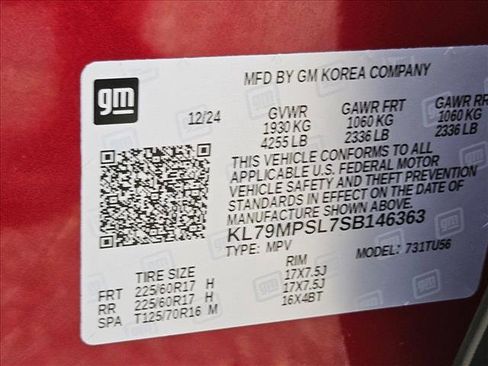 gm
MFD BY GM KOREA COMPANY
12/24 GVWR GAWR FRT GAWR RR
1930 KG 1060 KG 1060 KG
4255 LB 2336 LB 2336 LB
THIS VEHICLE CONFORMS TO ALL
APPLICABLE U.S. FEDERAL MOTOR
VEHICLE SAFETY AND THEFT PREVENTION
STANDARDS IN EFFECT ON THE DATE OF
MANUFACTURE SHOWN ABOVE.
KL79MPSL7SB146363
TYPE: MPV MODEL: 731TU56
TIRE SIZE RIM
FRT 225/60R17 H 17X7.5J
RR 225/60R17 H 17X7.5J
SPA T125/70R16 M 16X4BT